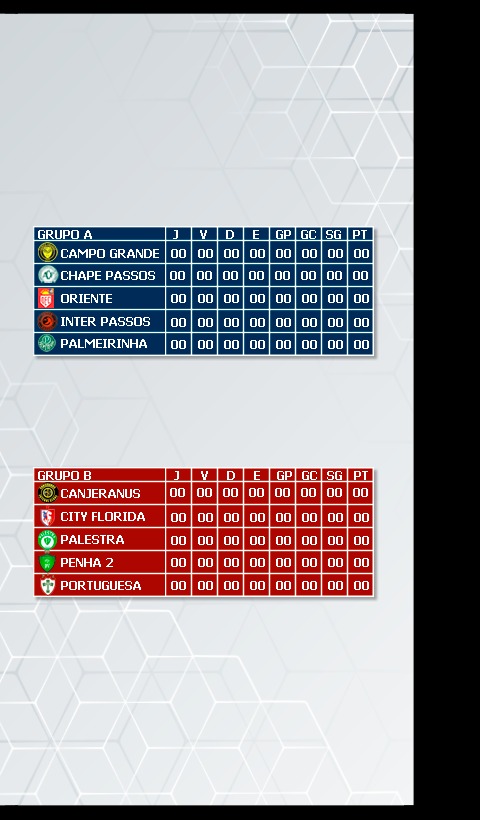 GRUPO A J V D E GP GC SG PT
CAMPO GRANDE 00 00 00 00 00 00 00 00
CHAPE PASSOS 00 00 00 00 00 00 00 00
ORIENTE 00 00 00 00 00 00 00 00
INTER PASSOS 00 00 00 00 00 00 00 00
PALMEIRINHA 00 00 00 00 00 00 00 00
GRUPO B J V D E GP GC SG PT
CANJERANUS 00 00 00 00 00 00 00 00
CITY FLORIDA 00 00 00 00 00 00 00 00
PALESTRA 00 00 00 00 00 00 00 00
PENHA 2 00 00 00 00 00 00 00 00
PORTUGUESA 00 00 00 00 00 00 00 00